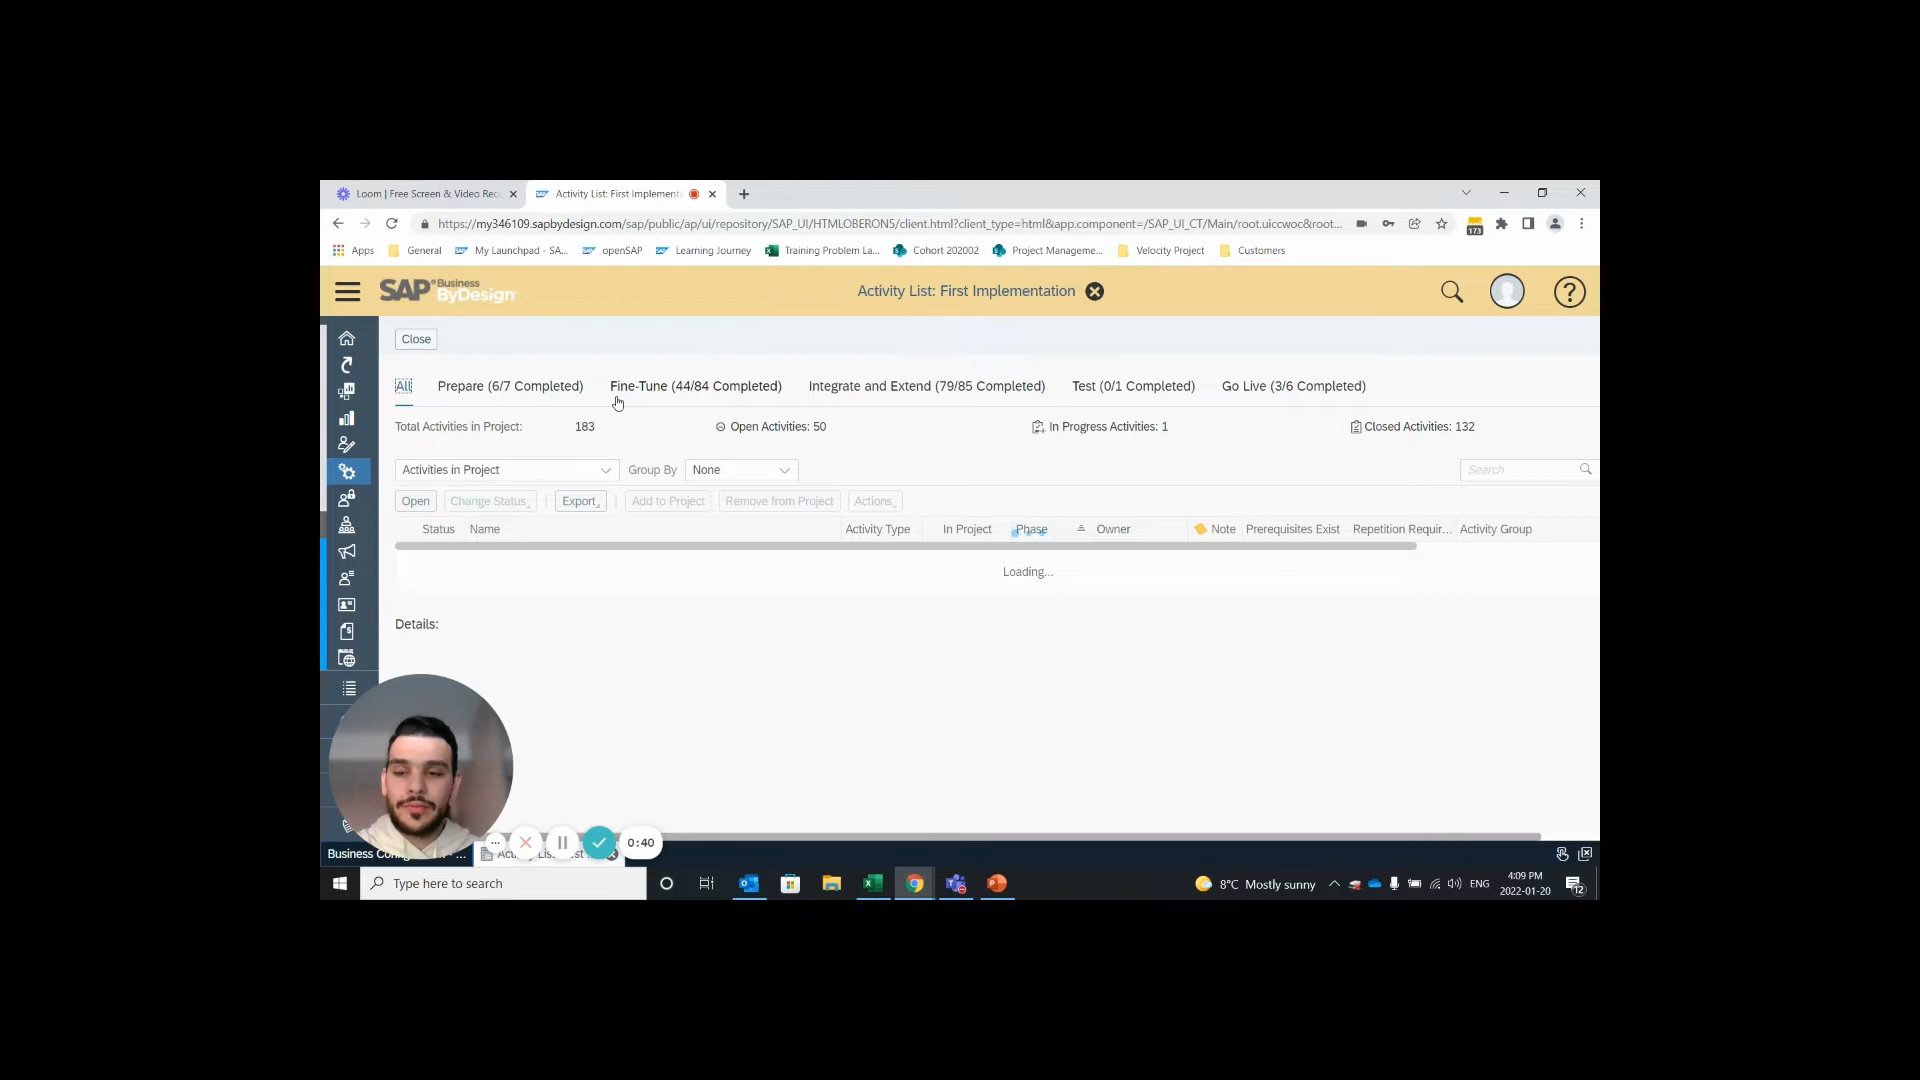 Loom | Free Screen & Video Rec
Activity List: First Implementa
https://my346109.sapbydesign.com/sap/public/ap/ui/repository/SAP_UI/HTMLOBERON5/client.html?client_type=html&app.component=/SAP_UI_CT/Main/root.uiccwoc&root...
173
Apps General My Launchpad - SA... openSAP Learning Journey Training Problem La... Cohort 202002 Project Manageme... Velocity Project Customers
SAP Business ByDesign
Activity List: First Implementation
Close
All Prepare (6/7 Completed) Fine-Tune (44/84 Completed) Integrate and Extend (79/85 Completed) Test (0/1 Completed) Go Live (3/6 Completed)
Total Activities in Project: 183 Open Activities: 50 In Progress Activities: 1 Closed Activities: 132
Activities in Project Group By None Search
Open Change Status Export Add to Project Remove from Project Actions
Status Name Activity Type In Project Phase Owner Note Prerequisites Exist Repetition Requir... Activity Group
Loading...
Details:
0:40
Business
Type here to search
8°C Mostly sunny
ENG
4:09 PM
2022-01-20
12